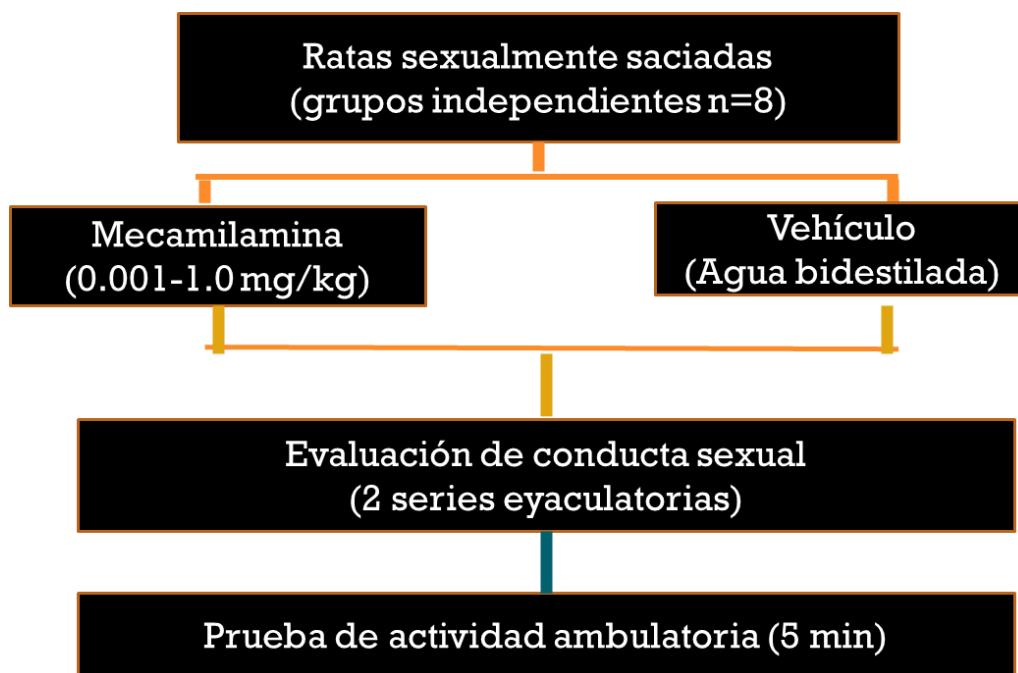 Ratas sexualmente saciadas
(grupos independientes n=8)
Mecamilamina
(0.001-1.0 mg/kg)
Vehículo
(Agua bidestilada)
Evaluación de conducta sexual
(2 series eyaculatorias)
Prueba de actividad ambulatoria (5 min)